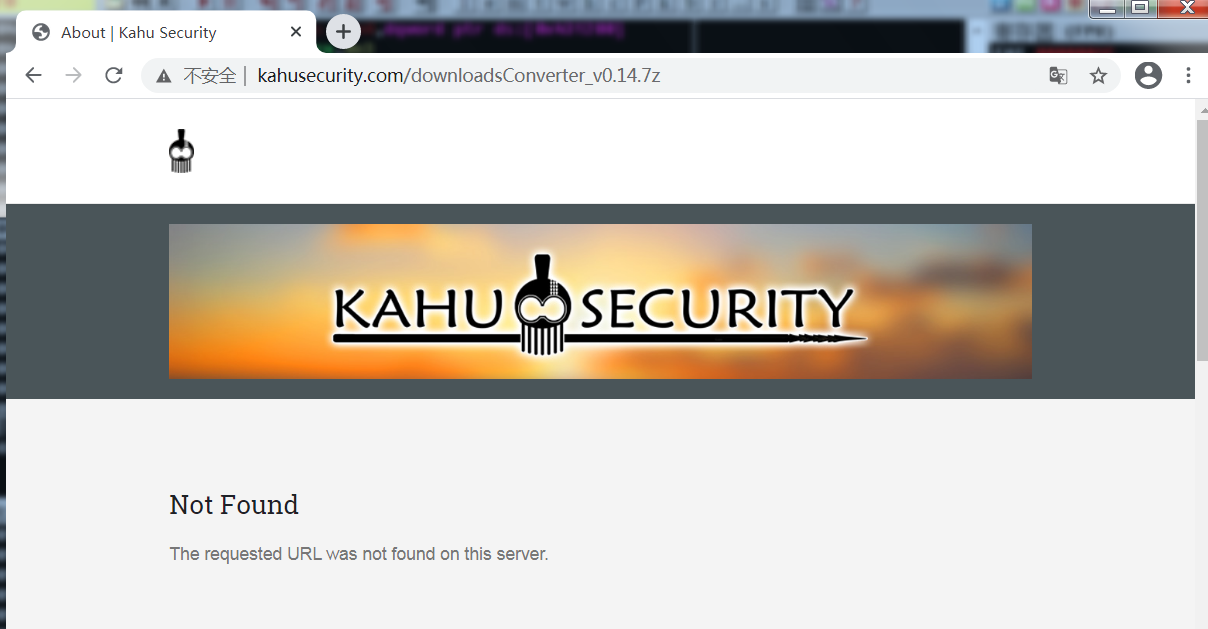 About | Kahu Security
不安全 | kahusecurity.com/downloadsConverter_v0.14.7z
KAHU SECURITY
Not Found
The requested URL was not found on this server.